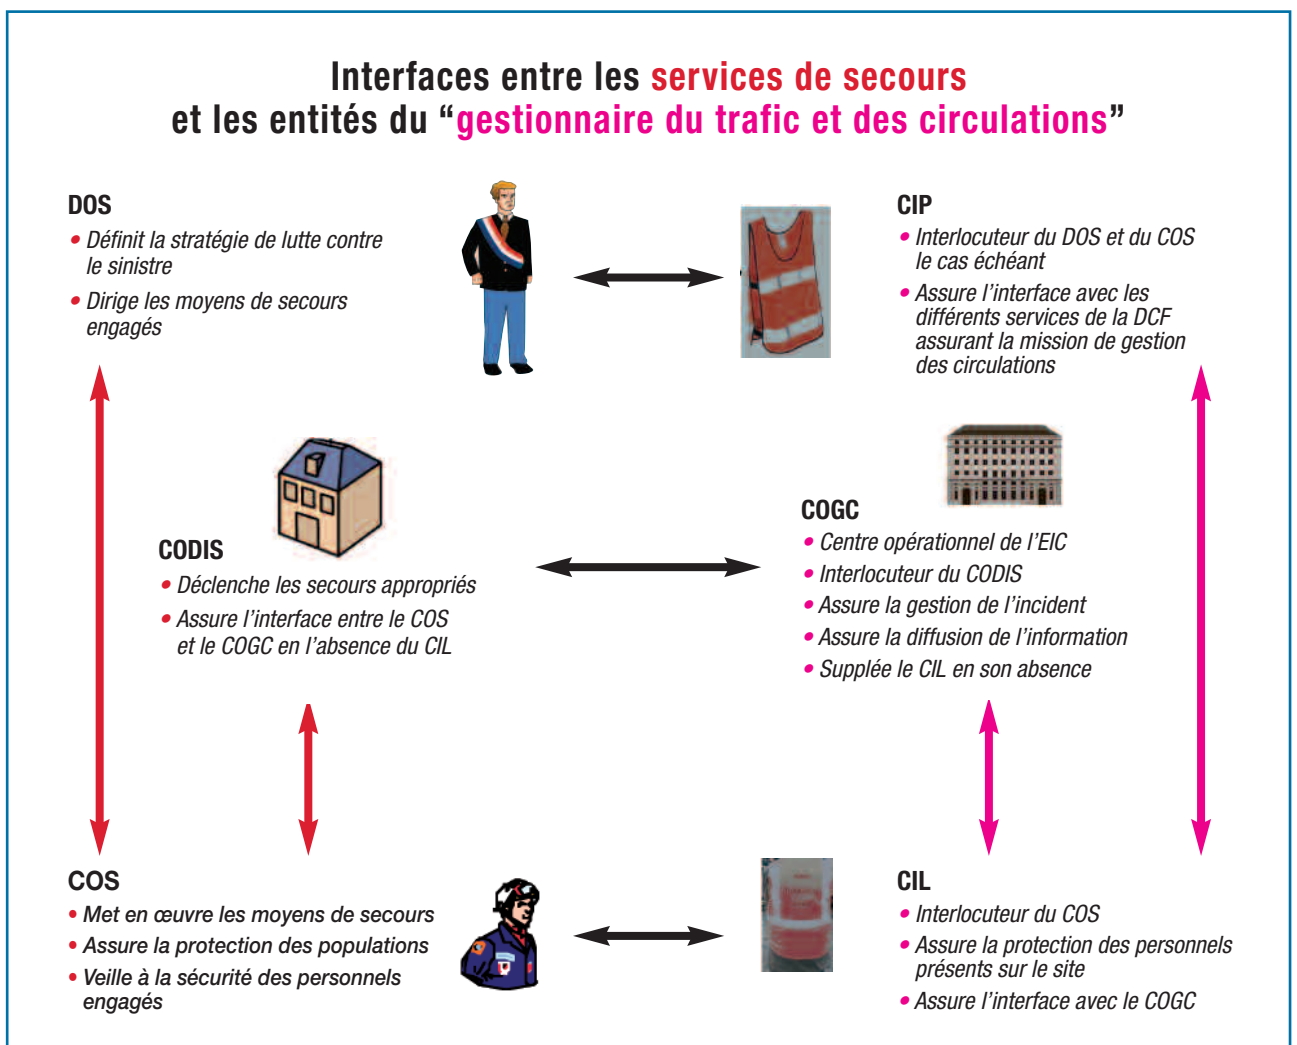 Interfaces entre les services de secours
et les entités du “gestionnaire du trafic et des circulations”
DOS
• Définit la stratégie de lutte contre
le sinistre
• Dirige les moyens de secours
engagés
CIP
• Interlocuteur du DOS et du COS
le cas échéant
• Assure l’interface avec les
différents services de la DCF
assurant la mission de gestion
des circulations
CODIS
• Déclenche les secours appropriés
• Assure l’interface entre le COS
et le COGC en l’absence du CIL
COGC
• Centre opérationnel de l’EIC
• Interlocuteur du CODIS
• Assure la gestion de l’incident
• Assure la diffusion de l’information
• Supplée le CIL en son absence
COS
• Met en œuvre les moyens de secours
• Assure la protection des populations
• Veille à la sécurité des personnels
engagés
CIL
• Interlocuteur du COS
• Assure la protection des personnels
présents sur le site
• Assure l’interface avec le COGC